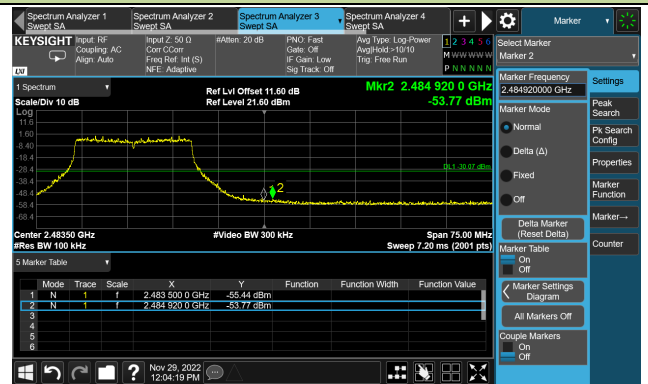 Spectrum Analyzer 1
Swept SA
Spectrum Analyzer 2
Swept SA
Spectrum Analyzer 3
Swept SA
Spectrum Analyzer 4
Swept SA
Marker
KEYSIGHT
Input: RF
Coupling: AC
Align: Auto
Input Z: 50 Ω
Corr CCorr
Freq Ref: Int (S)
NFE: Adaptive
#Atten: 20 dB
PNO: Fast
Gate: Off
IF Gain: Low
Sig Track: Off
Avg Type: Log-Power
Avg|Hold:>10/10
Trig: Free Run
1 2 3 4 5 6
M W W W W W
P N N N N N
LXI
Select Marker
Marker 2
1 Spectrum
Scale/Div 10 dB
Ref Lvl Offset 11.60 dB
Ref Level 21.60 dBm
Mkr2 2.484 920 0 GHz
-53.77 dBm
Log
11.6
1.60
-8.40
-18.4
-28.4
-38.4
-48.4
-58.4
-68.4
DL1 -30.07 dBm
2
Center 2.48350 GHz
#Res BW 100 kHz
#Video BW 300 kHz
Span 75.00 MHz
Sweep 7.20 ms (2001 pts)
5 Marker Table
Mode Trace Scale X Y Function Function Width Function Value
1 N 1 f 2.483 500 0 GHz -55.44 dBm
2 N 1 f 2.484 920 0 GHz -53.77 dBm
3
4
5
6
Marker Frequency
2.484920000 GHz
Marker Mode
Normal
Delta (Δ)
Fixed
Off
Delta Marker
(Reset Delta)
Marker Table
On
Off
Marker Settings
Diagram
All Markers Off
Couple Markers
On
Off
Settings
Peak
Search
Pk Search
Config
Properties
Marker
Function
Marker→
Counter
Nov 29, 2022
12:04:19 PM